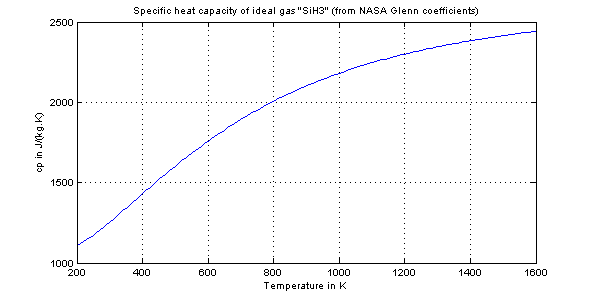 Specific heat capacity of ideal gas "SiH3" (from NASA Glenn coefficients)
2500
2000
1500
1000
cp in J/(kg.K)
200 400 600 800 1000 1200 1400 1600
Temperature in K